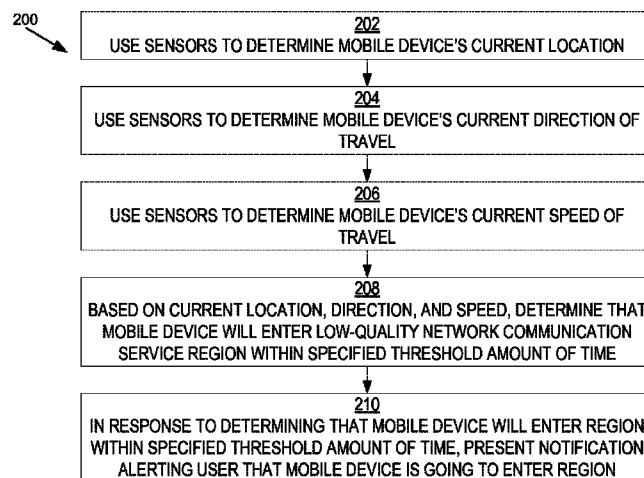 200
202
USE SENSORS TO DETERMINE MOBILE DEVICE'S CURRENT LOCATION
204
USE SENSORS TO DETERMINE MOBILE DEVICE'S CURRENT DIRECTION OF
TRAVEL
206
USE SENSORS TO DETERMINE MOBILE DEVICE'S CURRENT SPEED OF
TRAVEL
208
BASED ON CURRENT LOCATION, DIRECTION, AND SPEED, DETERMINE THAT
MOBILE DEVICE WILL ENTER LOW-QUALITY NETWORK COMMUNICATION
SERVICE REGION WITHIN SPECIFIED THRESHOLD AMOUNT OF TIME
210
IN RESPONSE TO DETERMINING THAT MOBILE DEVICE WILL ENTER REGION
WITHIN SPECIFIED THRESHOLD AMOUNT OF TIME, PRESENT NOTIFICATION
ALERTING USER THAT MOBILE DEVICE IS GOING TO ENTER REGION